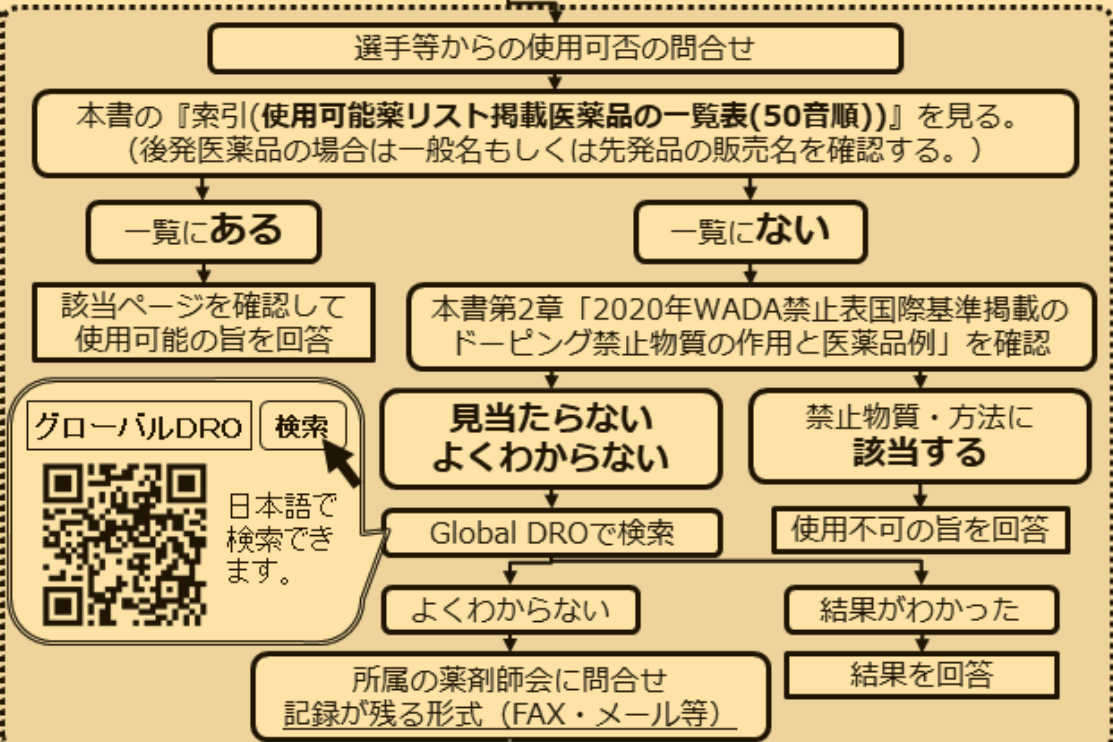 選手等からの使用可否の問合せ
本書の『索引(使用可能薬リスト掲載医薬品の一覧表(50音順))』を見る。
（後発医薬品の場合は一般名もしくは先発品の販売名を確認する。）
一覧にある
一覧にない
該当ページを確認して
使用可能の旨を回答
本書第2章「2020年WADA禁止表国際基準掲載の
ドーピング禁止物質の作用と医薬品例」を確認
見当たらない
よくわからない
禁止物質・方法に
該当する
グローバルDRO
検索
日本語で
検索でき
ます。
Global DROで検索
使用不可の旨を回答
よくわからない
結果がわかった
所属の薬剤師会に問合せ
記録が残る形式（FAX・メール等）
結果を回答